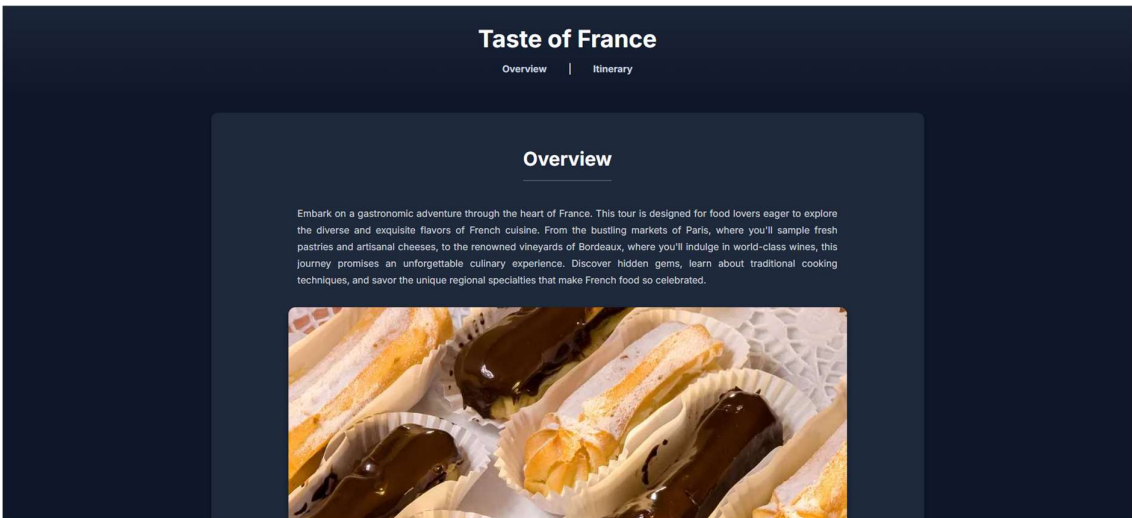 Taste of France
Overview | Itinerary
Overview
Embark on a gastronomic adventure through the heart of France. This tour is designed for food lovers eager to explore
the diverse and exquisite flavors of French cuisine. From the bustling markets of Paris, where you'll sample fresh
pastries and artisanal cheeses, to the renowned vineyards of Bordeaux, where you'll indulge in world-class wines, this
journey promises an unforgettable culinary experience. Discover hidden gems, learn about traditional cooking
techniques, and savor the unique regional specialties that make French food so celebrated.